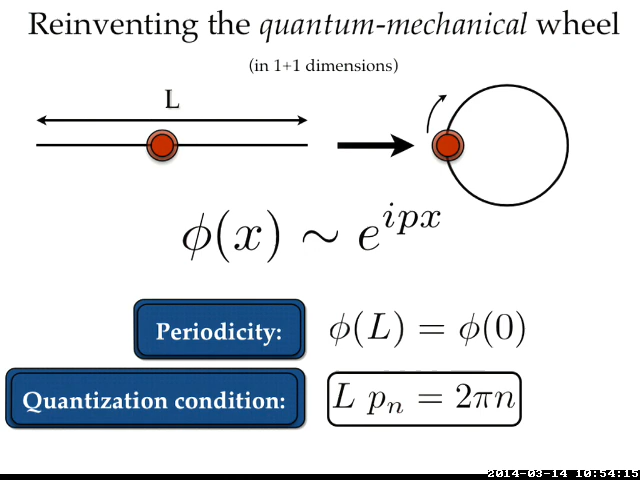 Reinventing the quantum-mechanical wheel
(in 1+1 dimensions)
L
ϕ(x) ∼ e^{ipx}
Periodicity: ϕ(L) = ϕ(0)
Quantization condition: L p_n = 2πn
2014-03-14 10:54:15